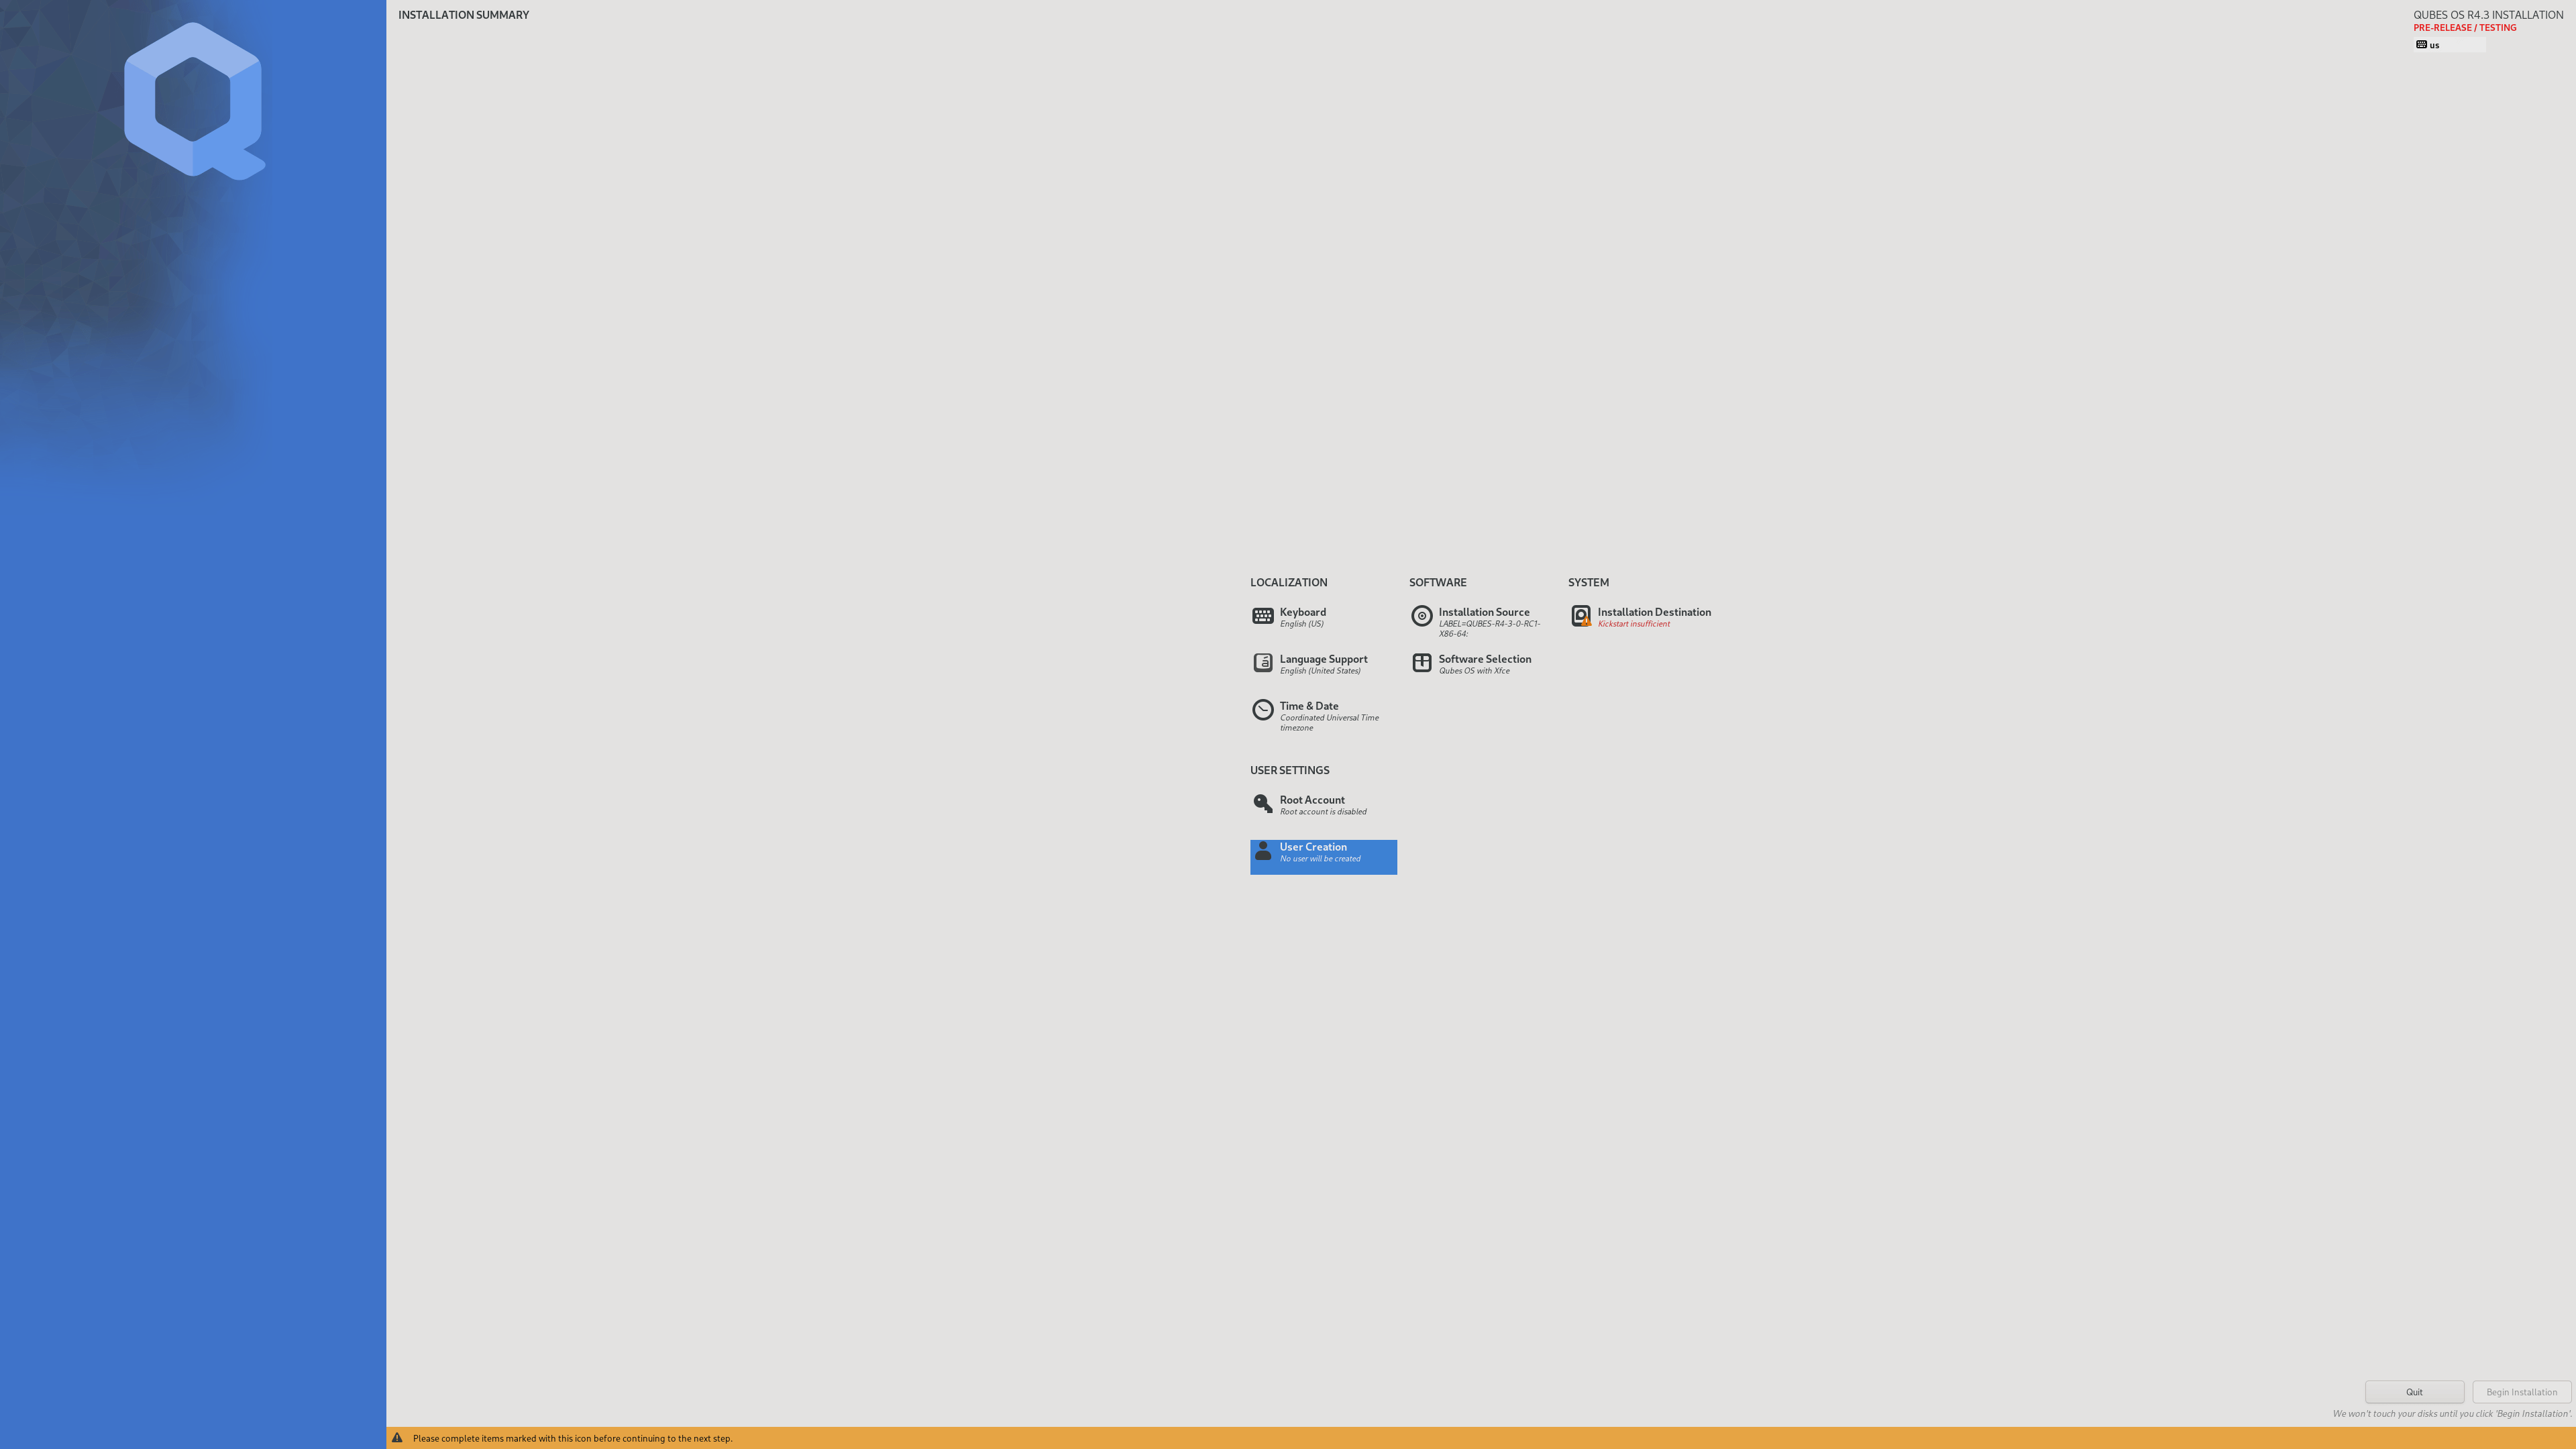 INSTALLATION SUMMARY
QUBES OS R4.3 INSTALLATION
PRE-RELEASE / TESTING
us
LOCALIZATION
Keyboard
English (US)
Language Support
English (United States)
Time & Date
Coordinated Universal Time
timezone
SOFTWARE
Installation Source
LABEL=QUBES-R4-3-0-RC1-
X86-64:
Software Selection
Qubes OS with Xfce
SYSTEM
Installation Destination
Kickstart insufficient
USER SETTINGS
Root Account
Root account is disabled
User Creation
No user will be created
Quit
Begin Installation
We won't touch your disks until you click 'Begin Installation'.
Please complete items marked with this icon before continuing to the next step.